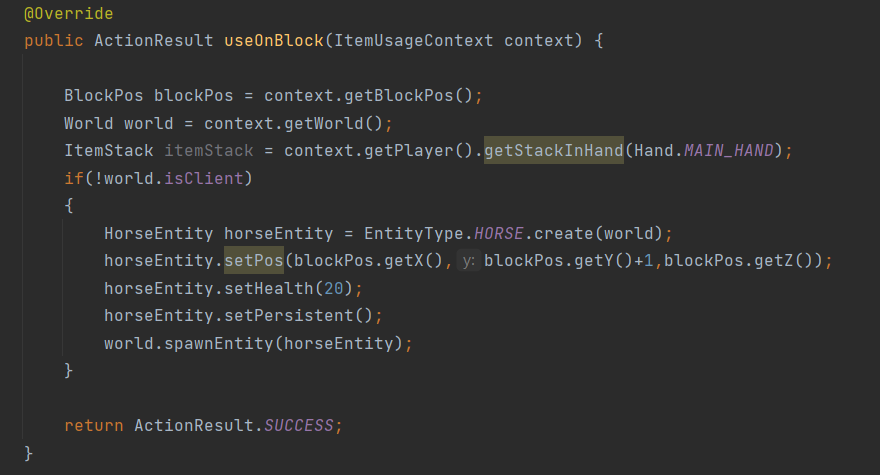 @Override
public ActionResult useOnBlock(ItemUsageContext context) {
BlockPos blockPos = context.getBlockPos();
World world = context.getWorld();
ItemStack itemStack = context.getPlayer().getStackInHand(Hand.MAIN_HAND);
if(!world.isClient)
{
HorseEntity horseEntity = EntityType.HORSE.create(world);
horseEntity.setPos(blockPos.getX(), y: blockPos.getY()+1,blockPos.getZ());
horseEntity.setHealth(20);
horseEntity.setPersistent();
world.spawnEntity(horseEntity);
}
return ActionResult.SUCCESS;
}